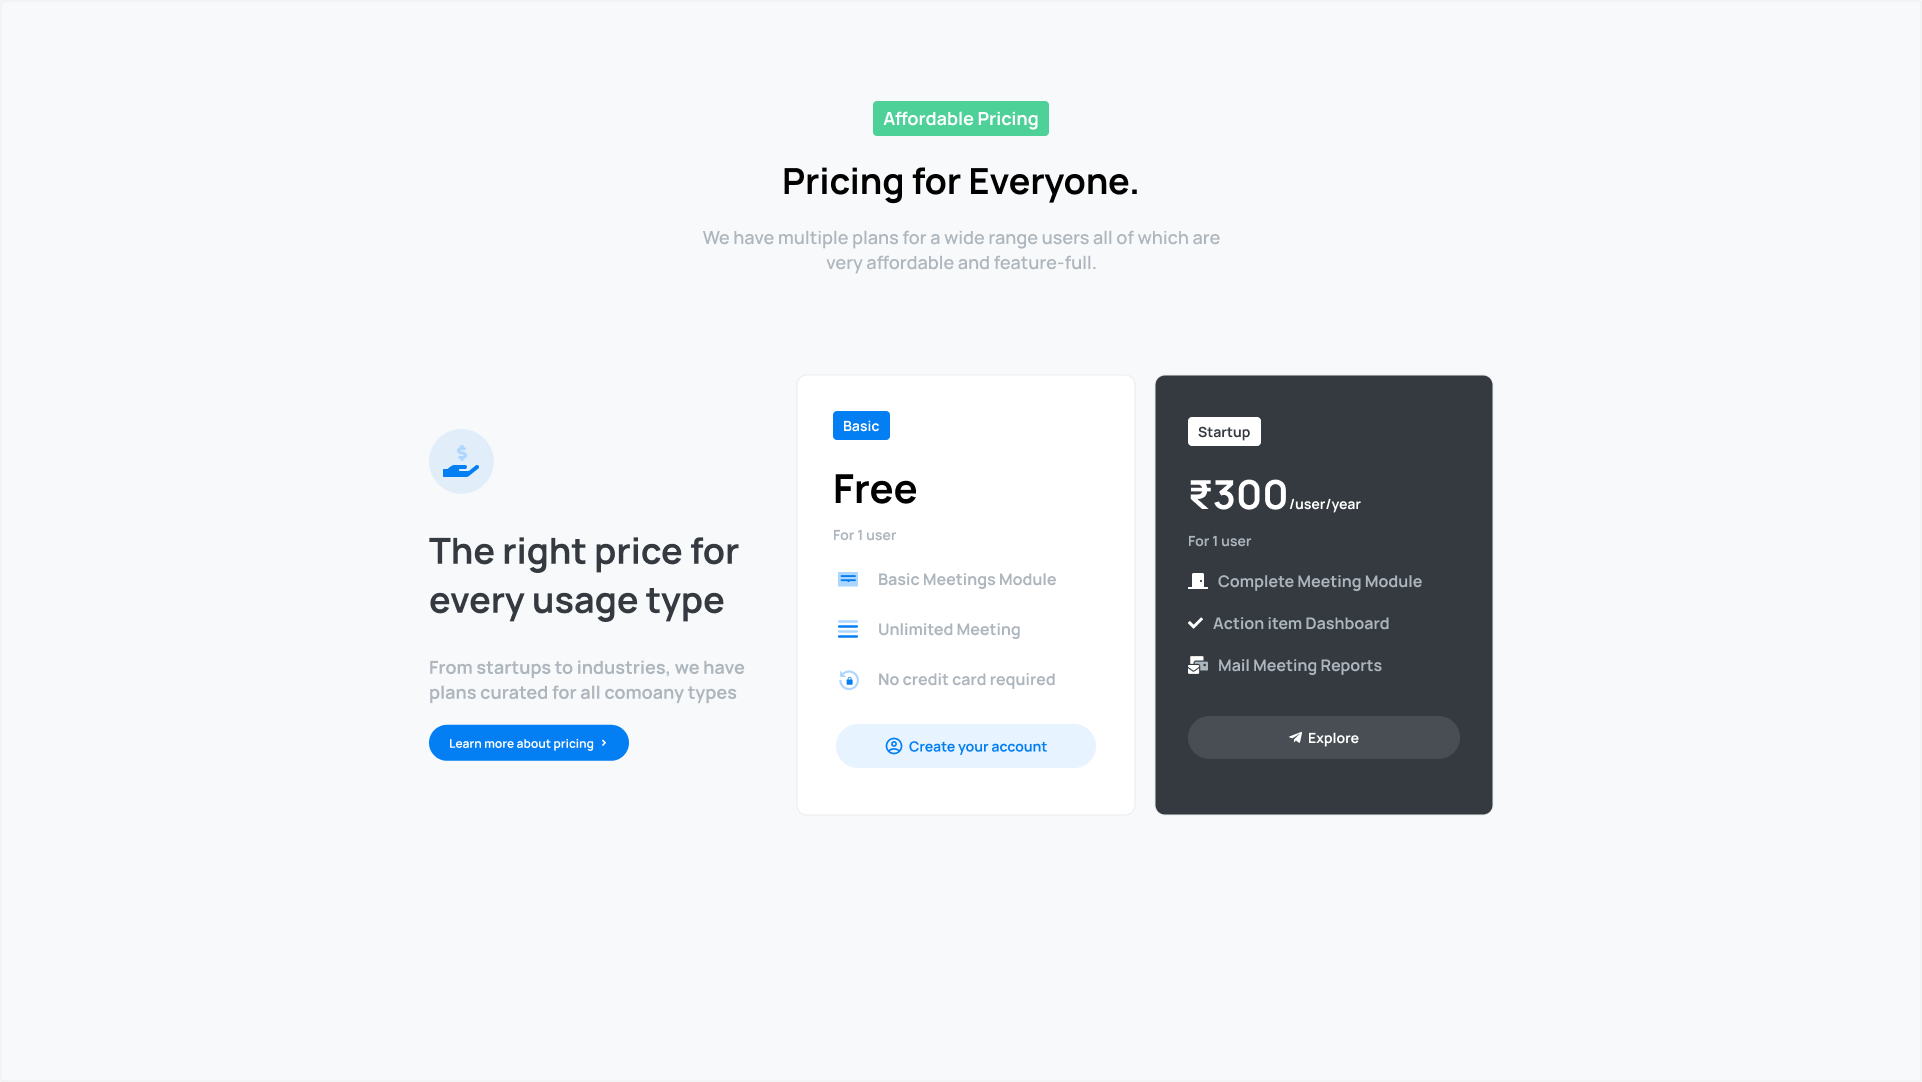 Affordable Pricing
Pricing for Everyone.
We have multiple plans for a wide range users all of which are
very affordable and feature-full.
$
The right price for
every usage type
From startups to industries, we have
plans curated for all comoany types
Learn more about pricing
Basic
Free
For 1 user
Basic Meetings Module
Unlimited Meeting
No credit card required
Create your account
Startup
₹300/user/year
For 1 user
Complete Meeting Module
Action item Dashboard
Mail Meeting Reports
Explore